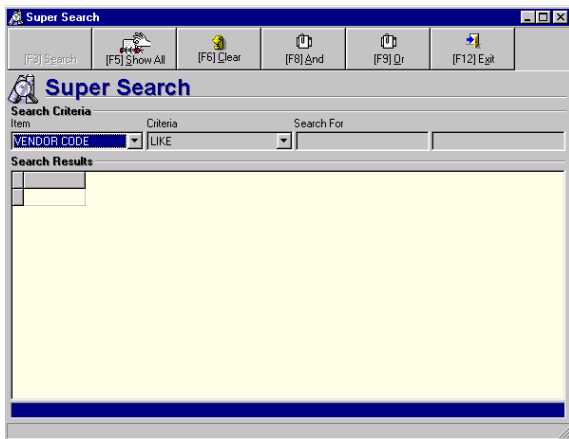 Super Search
[F3] Search [F5] Show All [F6] Clear [F8] And [F9] Or [F12] Exit
Super Search
Search Criteria
Item Criteria Search For
VENDOR CODE LIKE
Search Results